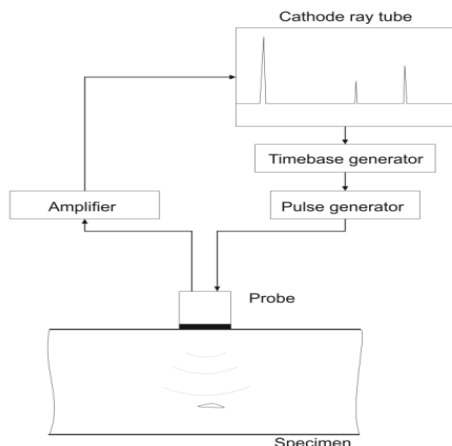 Cathode ray tube
Timebase generator
Amplifier
Pulse generator
Probe
Specimen